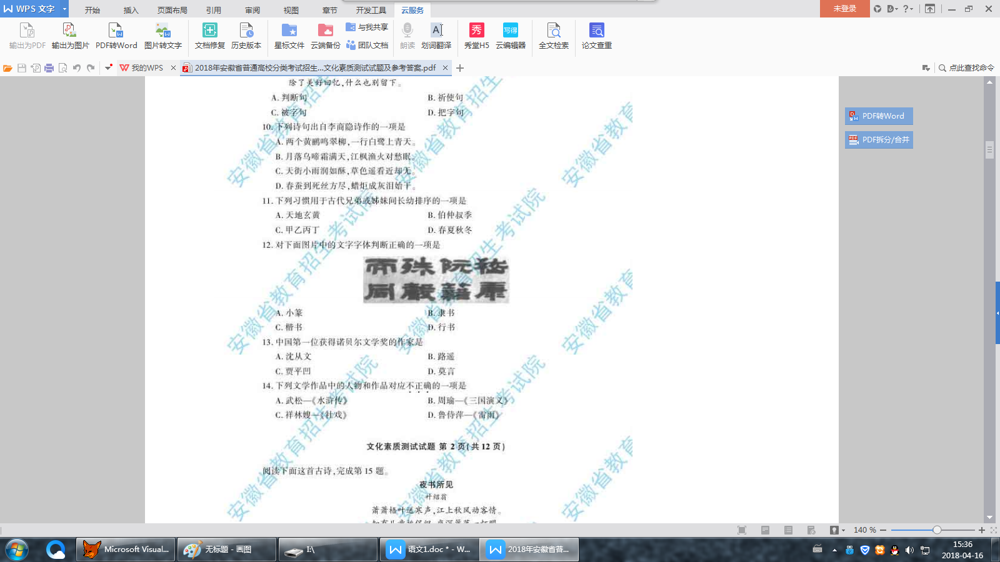 WPS 文字 开始 插入 页面布局 引用 审阅 视图 章节 开发工具 云服务 未登录
输出为PDF 输出为图片 PDF转Word 图片转文字 文档修复 历史版本 星标文件 云端备份 与我共享 团队文档 朗读 划词翻译 秀堂H5 云编辑器 全文检索 论文查重
我的WPS 2018年安徽省普通高校分类考试招生...文化素质测试试题及参考答案.pdf 点此查找命令
PDF转Word
PDF拆分/合并
除了美好回忆,什么也别留下。
A. 判断句 B. 祈使句
C. 被字句 D. 把字句
10. 下列诗句出自李商隐诗作的一项是
A. 两个黄鹂鸣翠柳,一行白鹭上青天。
B. 月落乌啼霜满天,江枫渔火对愁眠。
C. 天街小雨润如酥,草色遥看近却无。
D. 春蚕到死丝方尽,蜡炬成灰泪始干。
11. 下列习惯用于古代兄弟或姊妹间长幼排序的一项是
A. 天地玄黄 B. 伯仲叔季
C. 甲乙丙丁 D. 春夏秋冬
12. 对下面图片中的文字字体判断正确的一项是
A. 小篆 B. 隶书
C. 楷书 D. 行书
13. 中国第一位获得诺贝尔文学奖的作家是
A. 沈从文 B. 路遥
C. 贾平凹 D. 莫言
14. 下列文学作品中的人物和作品对应不正确的一项是
A. 武松—《水浒传》 B. 周瑜—《三国演义》
C. 祥林嫂—《社戏》 D. 鲁侍萍—《雷雨》
文化素质测试试题 第 2 页(共 12 页)
阅读下面这首古诗,完成第 15 题。
夜书所见
叶绍翁
萧萧梧叶送寒声,江上秋风动客情。
安徽省教育招生考试院
140 %
Microsoft Visual... 无标题 - 画图 I:\ 语文1.doc * - W... 2018年安徽省普...
15:36
2018-04-16